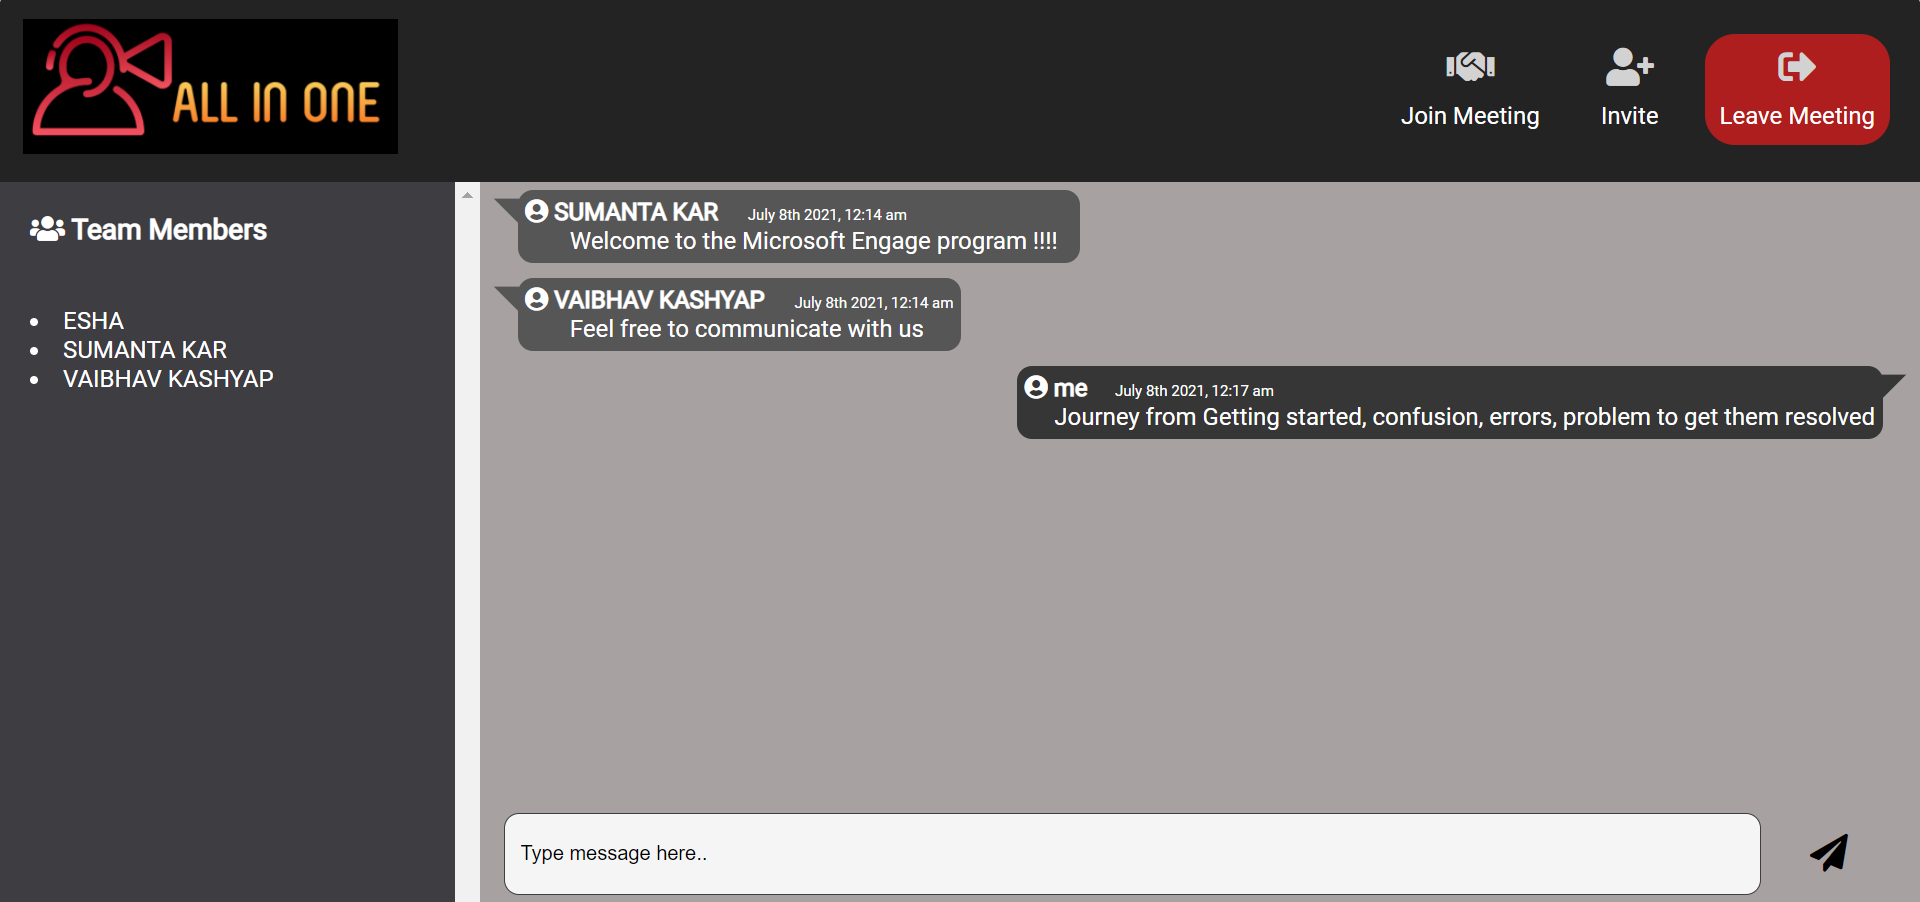 ALL IN ONE
Join Meeting
Invite
Leave Meeting
Team Members
ESHA
SUMANTA KAR
VAIBHAV KASHYAP
SUMANTA KAR July 8th 2021, 12:14 am
Welcome to the Microsoft Engage program !!!!
VAIBHAV KASHYAP July 8th 2021, 12:14 am
Feel free to communicate with us
me July 8th 2021, 12:17 am
Journey from Getting started, confusion, errors, problem to get them resolved
Type message here..